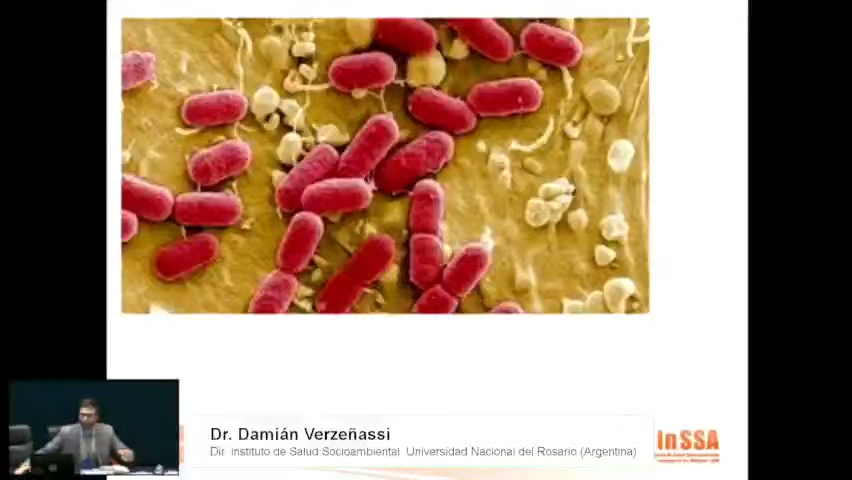 Dr. Damián Verzeñassi
Dir. Instituto de Salud Socioambiental. Universidad Nacional del Rosario (Argentina)
InSSA